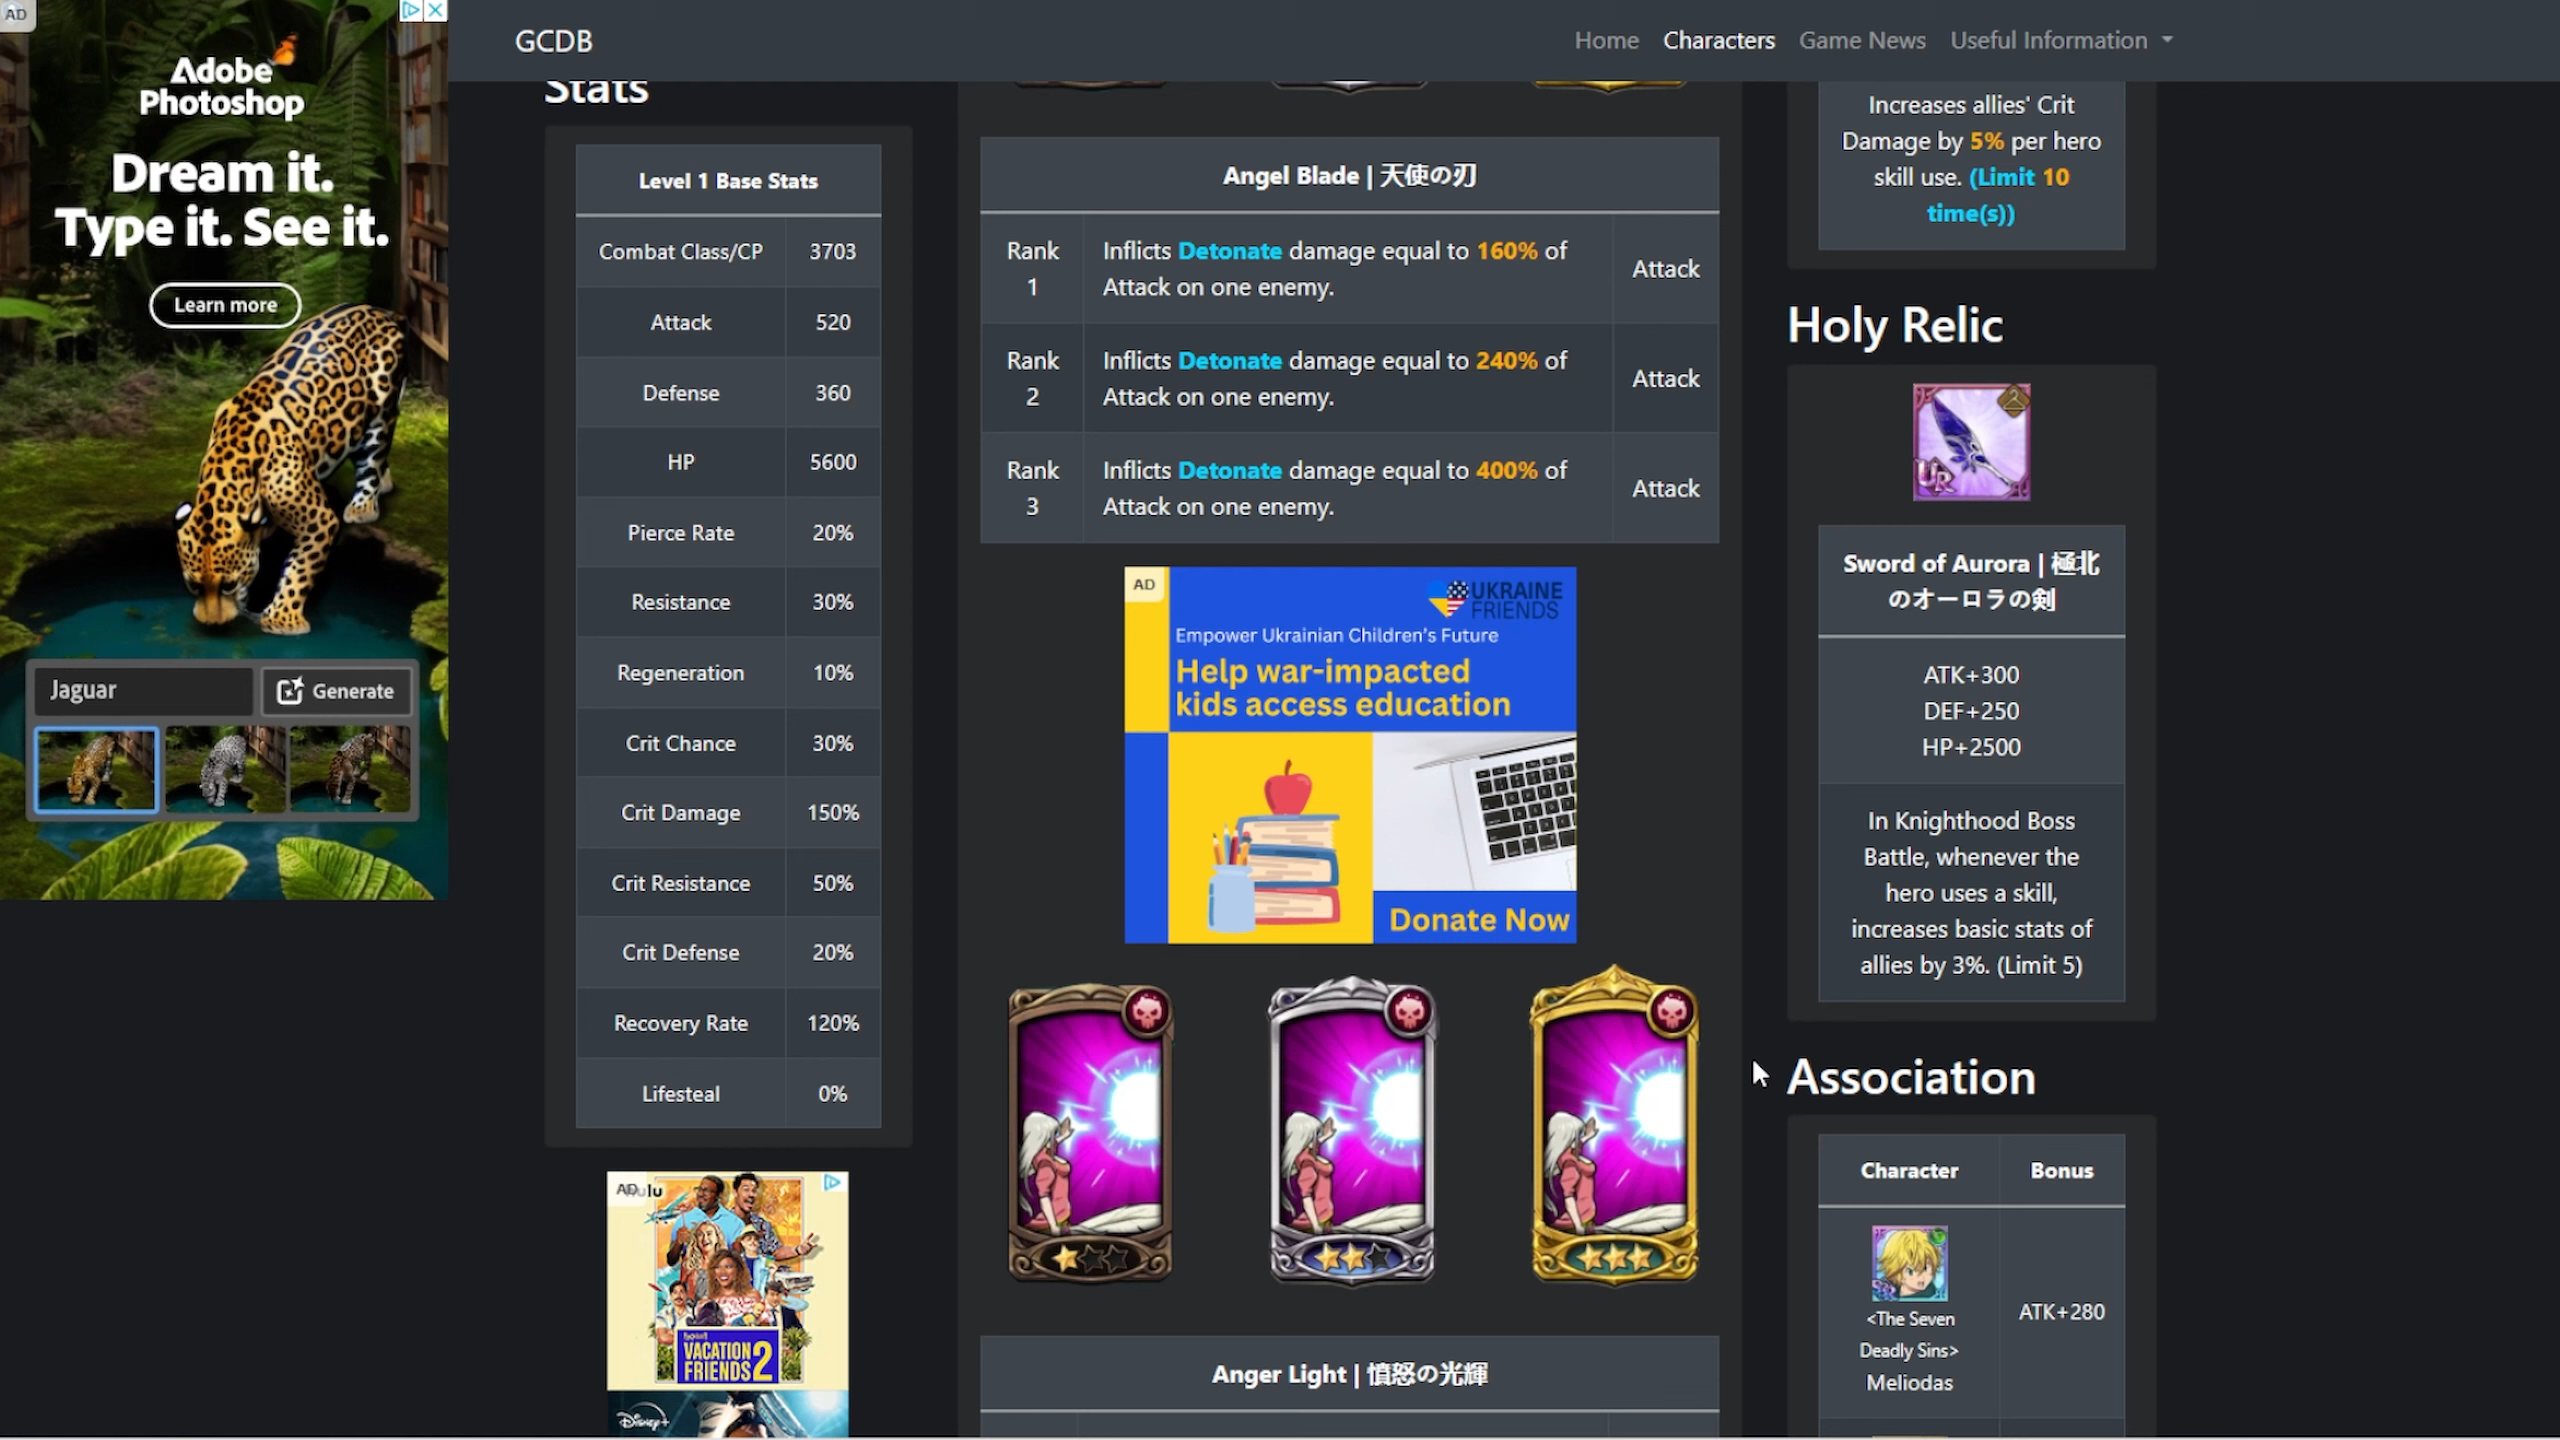 AD
Adobe
Photoshop
Dream it.
Type it. See it.
Learn more
Jaguar
Generate
GCDB
Home
Characters
Game News
Useful Information
Stats
Level 1 Base Stats
Combat Class/CP
3703
Attack
520
Defense
360
HP
5600
Pierce Rate
20%
Resistance
30%
Regeneration
10%
Crit Chance
30%
Crit Damage
150%
Crit Resistance
50%
Crit Defense
20%
Recovery Rate
120%
Lifesteal
0%
AD
VACATION
FRIENDS 2
Disney+
Angel Blade | 天使の刃
Rank
1
Inflicts Detonate damage equal to 160% of
Attack on one enemy.
Attack
Rank
2
Inflicts Detonate damage equal to 240% of
Attack on one enemy.
Attack
Rank
3
Inflicts Detonate damage equal to 400% of
Attack on one enemy.
Attack
AD
UKRAINE
FRIENDS
Empower Ukrainian Children's Future
Help war-impacted
kids access education
Donate Now
Anger Light | 憤怒の光輝
Increases allies' Crit
Damage by 5% per hero
skill use. (Limit 10
time(s))
Holy Relic
UR
Sword of Aurora | 極北
のオーロラの剣
ATK+300
DEF+250
HP+2500
In Knighthood Boss
Battle, whenever the
hero uses a skill,
increases basic stats of
allies by 3%. (Limit 5)
Association
Character
Bonus
<The Seven
Deadly Sins>
Meliodas
ATK+280